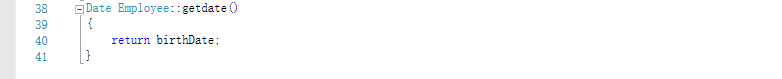 38 Date Employee::getdate()
39 {
40 return birthDate;
41 }